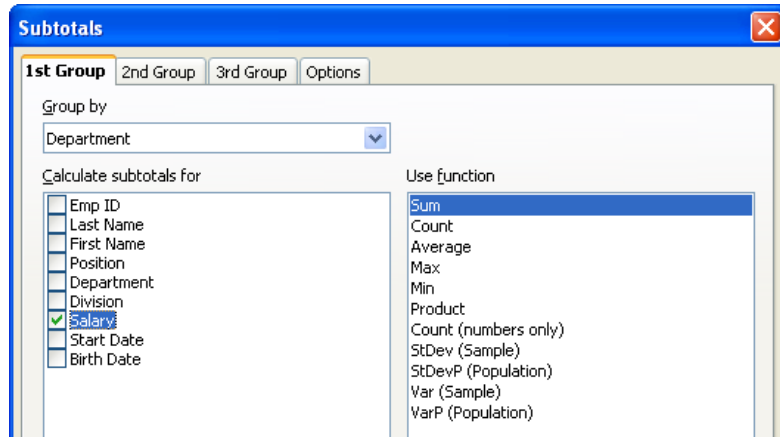 Subtotals
1st Group 2nd Group 3rd Group Options
Group by
Department
Calculate subtotals for
Emp ID
Last Name
First Name
Position
Department
Division
Salary
Start Date
Birth Date
Use function
Sum
Count
Average
Max
Min
Product
Count (numbers only)
StDev (Sample)
StDevP (Population)
Var (Sample)
VarP (Population)